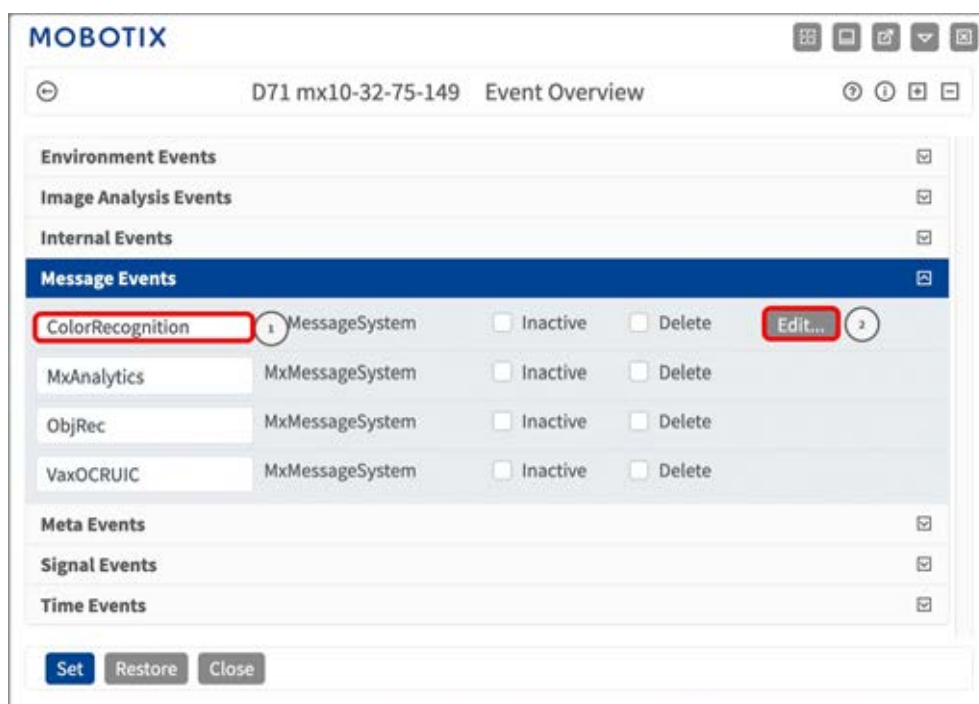 MOBOTIX
D71 mx10-32-75-149 Event Overview
Environment Events
Image Analysis Events
Internal Events
Message Events
ColorRecognition 1 MessageSystem Inactive Delete Edit... 2
MxAnalytics MxMessageSystem Inactive Delete
ObjRec MxMessageSystem Inactive Delete
VaxOCRUIC MxMessageSystem Inactive Delete
Meta Events
Signal Events
Time Events
Set Restore Close